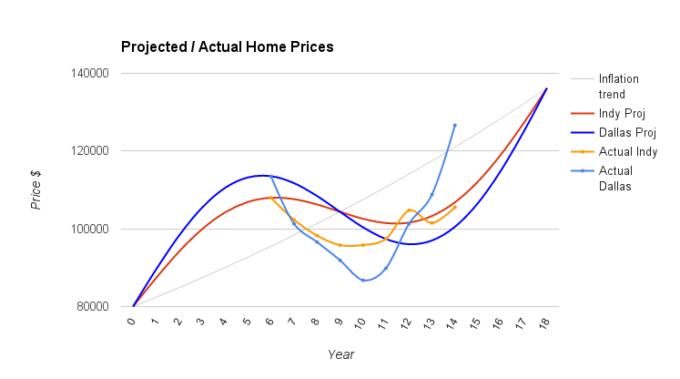 Projected / Actual Home Prices
140000
120000
100000
80000
Price $
0 1 2 3 4 5 6 7 8 9 10 11 12 13 14 15 16 17 18
Year
Inflation
trend
Indy Proj
Dallas Proj
Actual Indy
Actual
Dallas